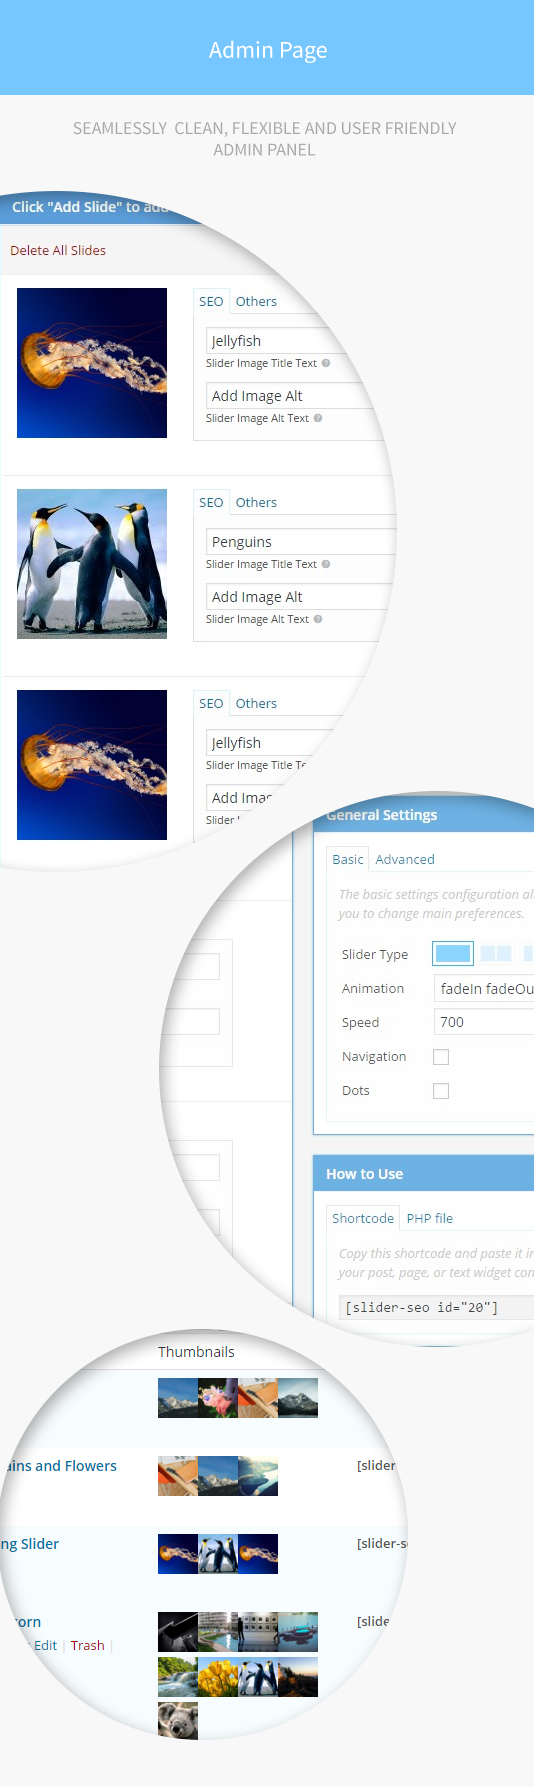 Admin Page
SEAMLESSLY CLEAN, FLEXIBLE AND USER FRIENDLY
ADMIN PANEL
Click "Add Slide" to add
Delete All Slides
SEO Others
Jellyfish
Slider Image Title Text
Add Image Alt
Slider Image Alt Text
SEO Others
Penguins
Slider Image Title Text
Add Image Alt
Slider Image Alt Text
SEO Others
Jellyfish
Slider Image Title Te
Add Imag
Slider I
General Settings
Basic Advanced
The basic settings configuration al
you to change main preferences.
Slider Type
Animation fadeIn fadeOu
Speed 700
Navigation
Dots
How to Use
Shortcode PHP file
Copy this shortcode and paste it in
your post, page, or text widget con
[slider-seo id="20"]
Thumbnails
ains and Flowers [slider
ng Slider [slider-s
corn [slide
Edit | Trash |